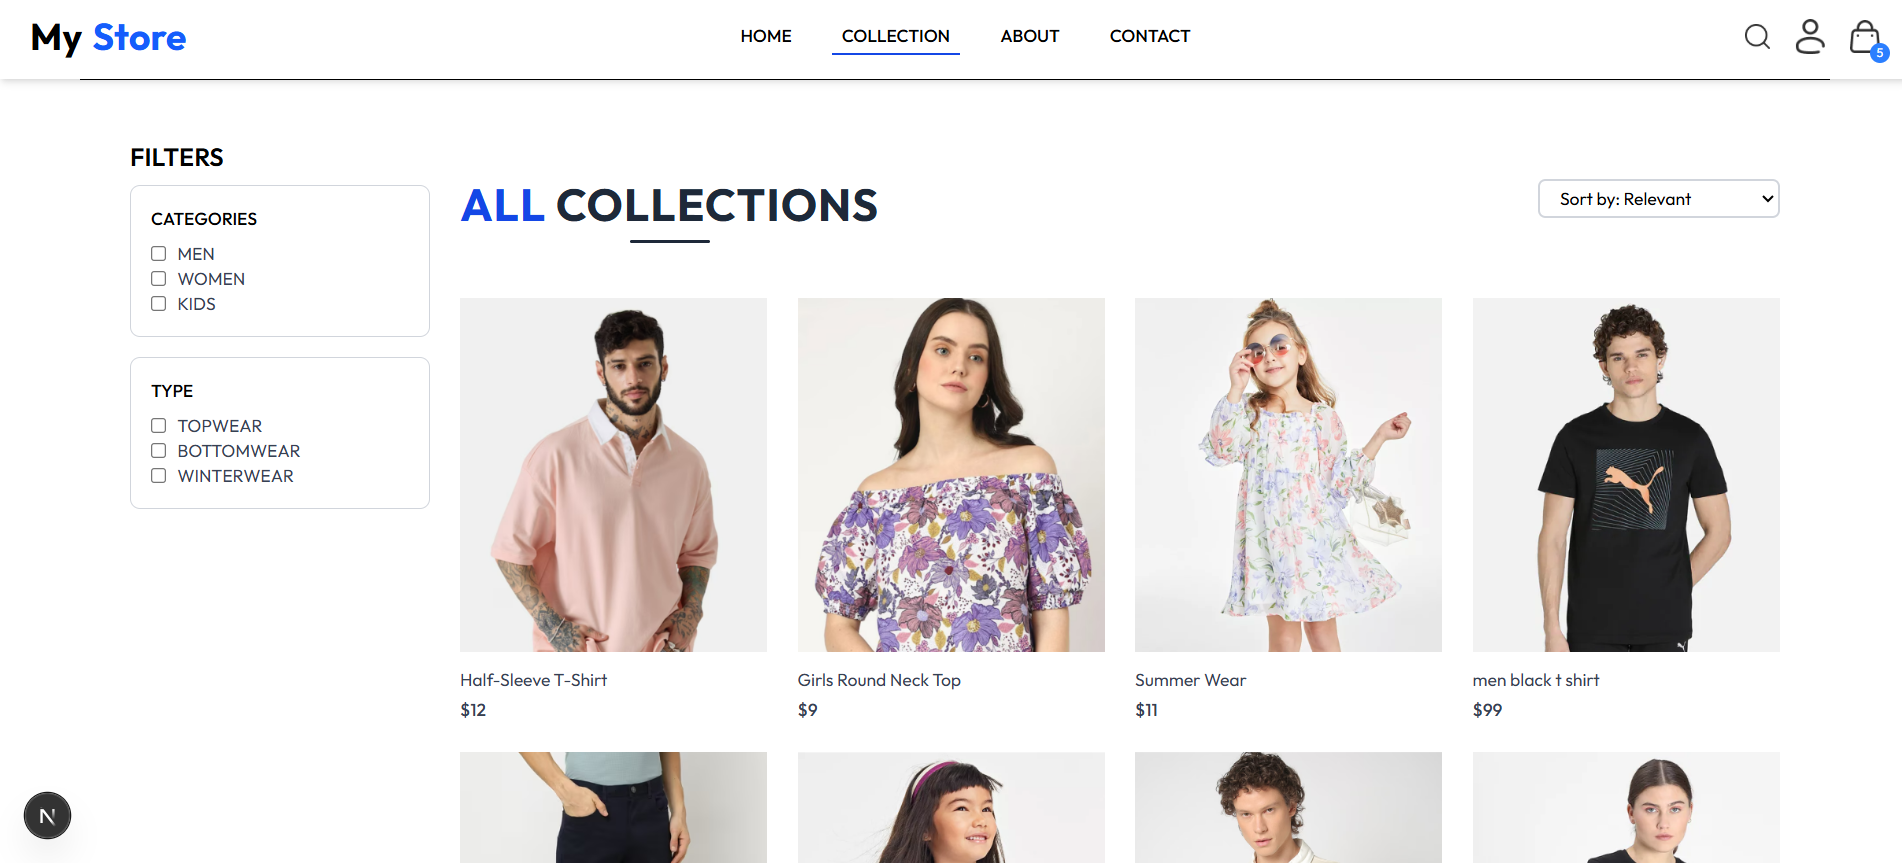 My Store
HOME
COLLECTION
ABOUT
CONTACT
5
FILTERS
CATEGORIES
MEN
WOMEN
KIDS
TYPE
TOPWEAR
BOTTOMWEAR
WINTERWEAR
ALL COLLECTIONS
Sort by: Relevant
Half-Sleeve T-Shirt
$12
Girls Round Neck Top
$9
Summer Wear
$11
men black t shirt
$99
N